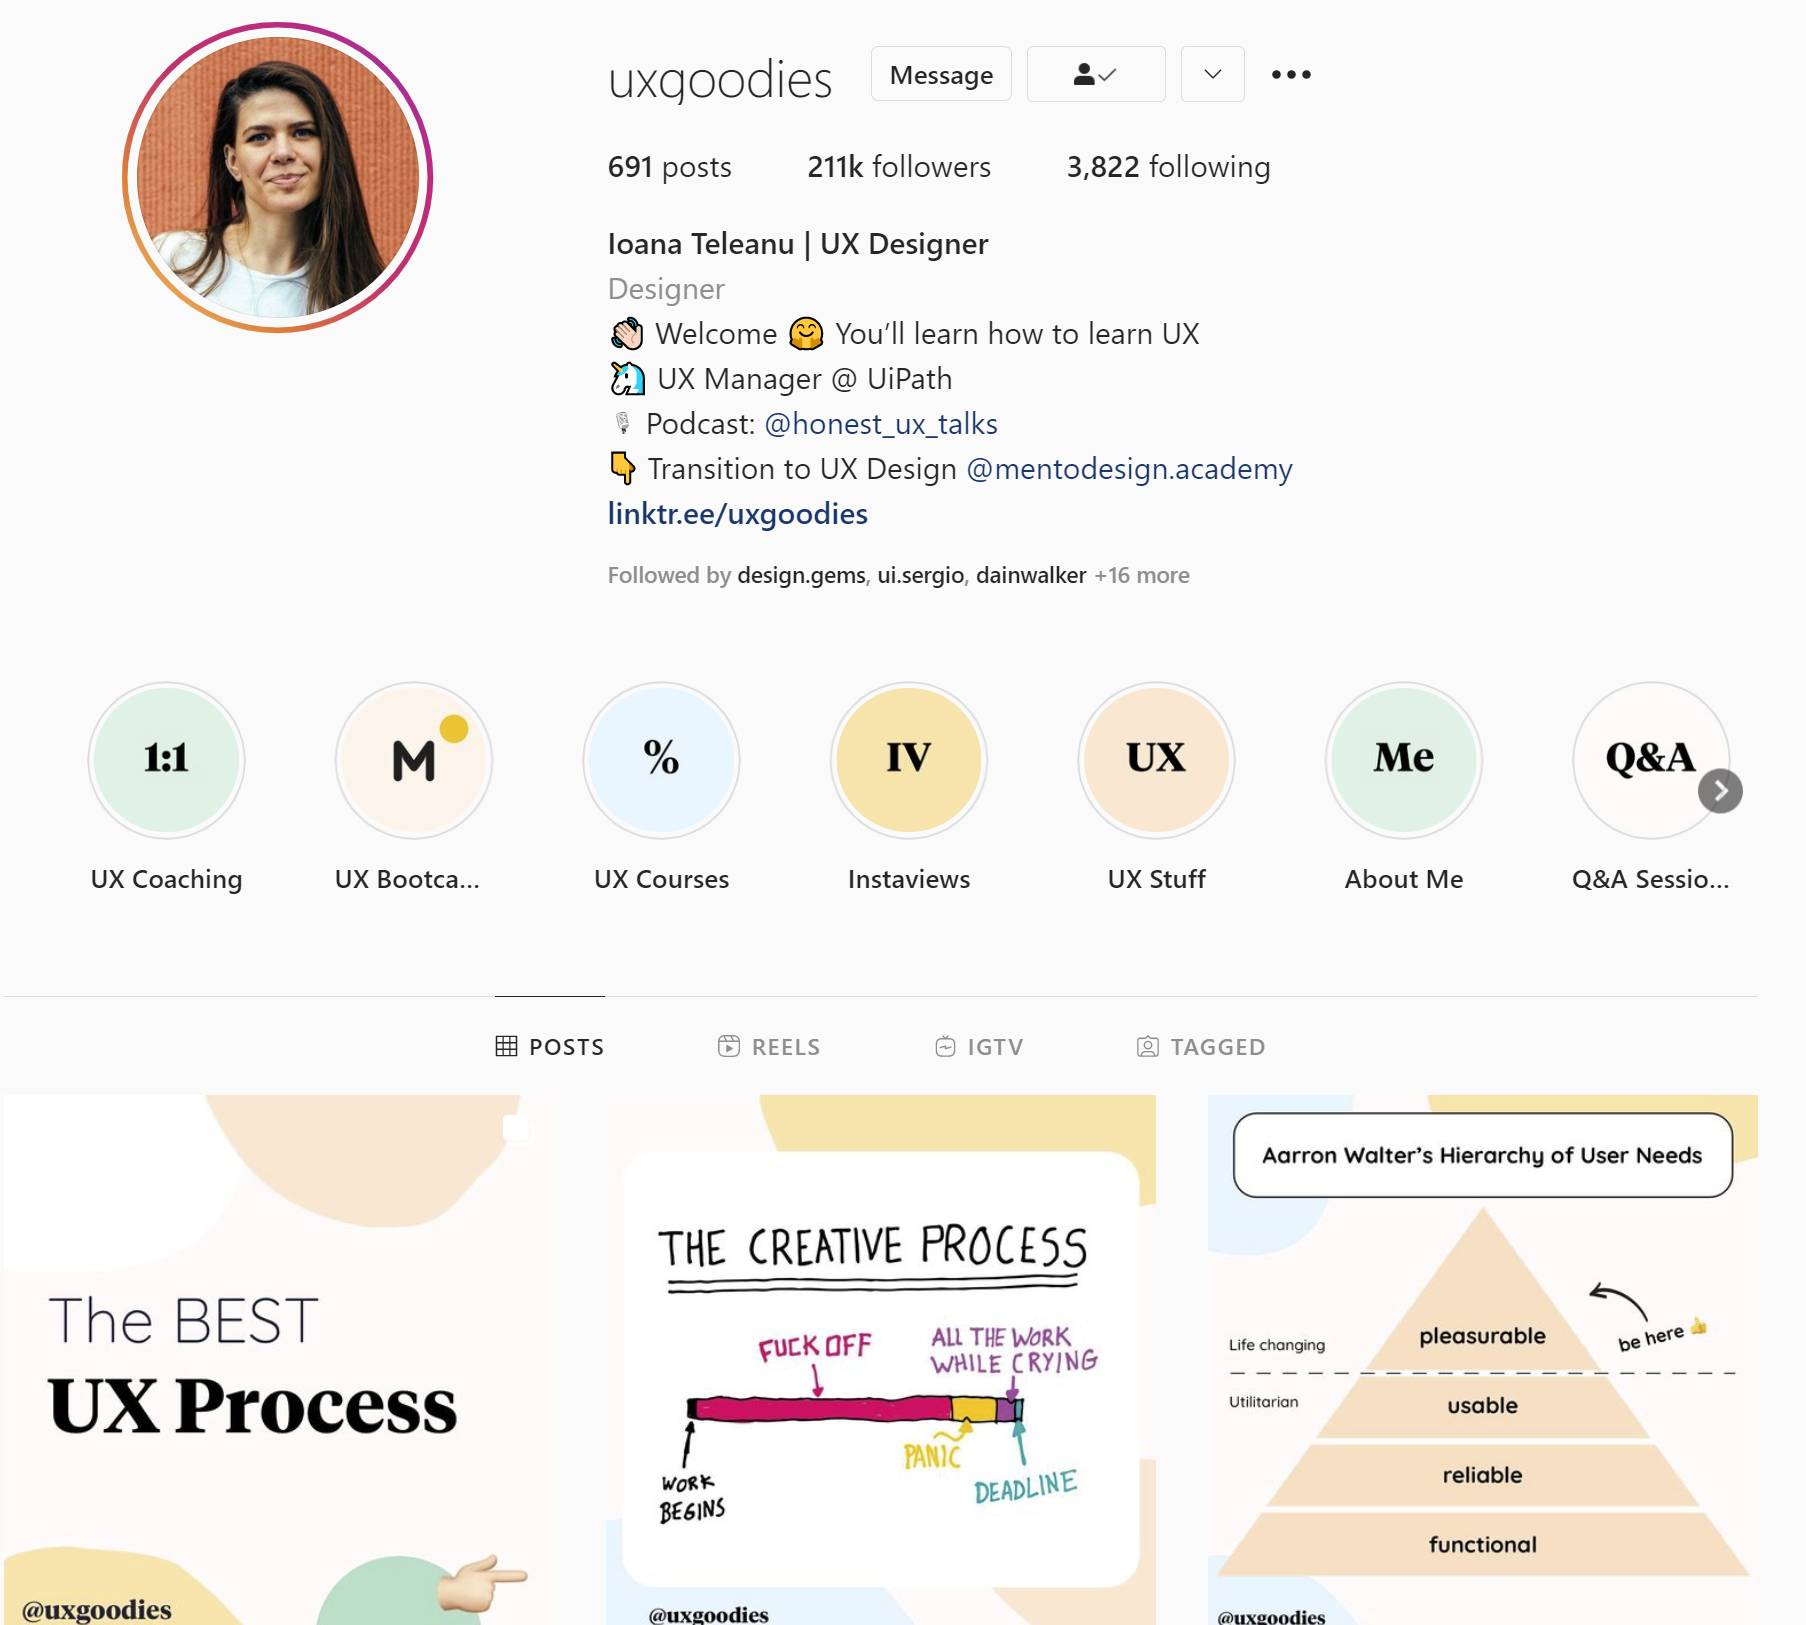 uxgoodies Message
691 posts 211k followers 3,822 following
Ioana Teleanu | UX Designer
Designer
👋🏻 Welcome 🤗 You’ll learn how to learn UX
🦄 UX Manager @ UiPath
🎙 Podcast: @honest_ux_talks
👇 Transition to UX Design @mentodesign.academy
linktr.ee/uxgoodies
Followed by design.gems, ui.sergio, dainwalker +16 more
1:1 M % IV UX Me Q&A
UX Coaching UX Bootca... UX Courses Instaviews UX Stuff About Me Q&A Sessio...
POSTS REELS IGTV TAGGED
The BEST
UX Process
@uxgoodies
THE CREATIVE PROCESS
FUCK OFF
ALL THE WORK
WHILE CRYING
PANIC
WORK
BEGINS
DEADLINE
@uxgoodies
Aarron Walter’s Hierarchy of User Needs
Life changing
pleasurable
be here 👍
Utilitarian
usable
reliable
functional
@uxgoodies